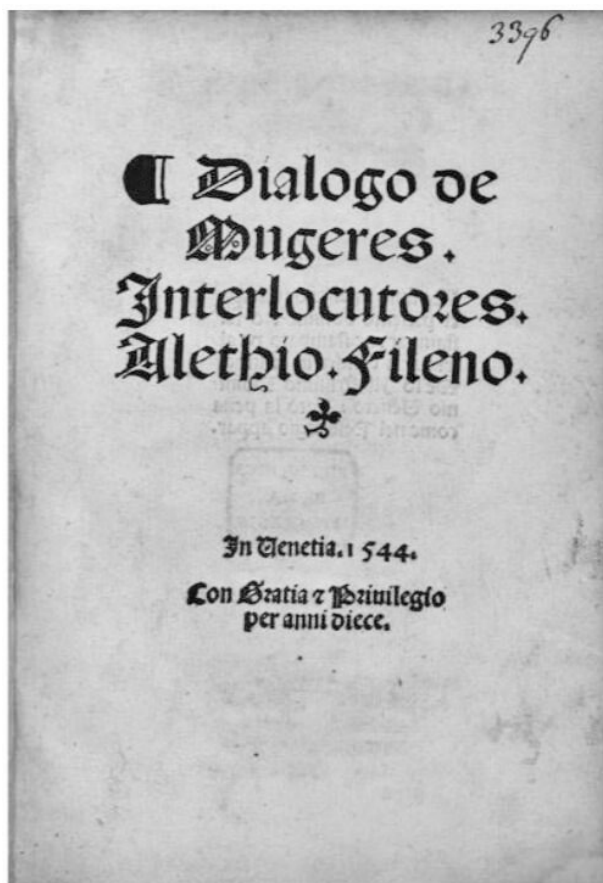 3396
¶ Dialogo de
Mugeres.
Interlocutores.
Alethio. Fileno.
In Venetia. 1544.
Con Gratia ⁊ Privilegio
per anni diece.